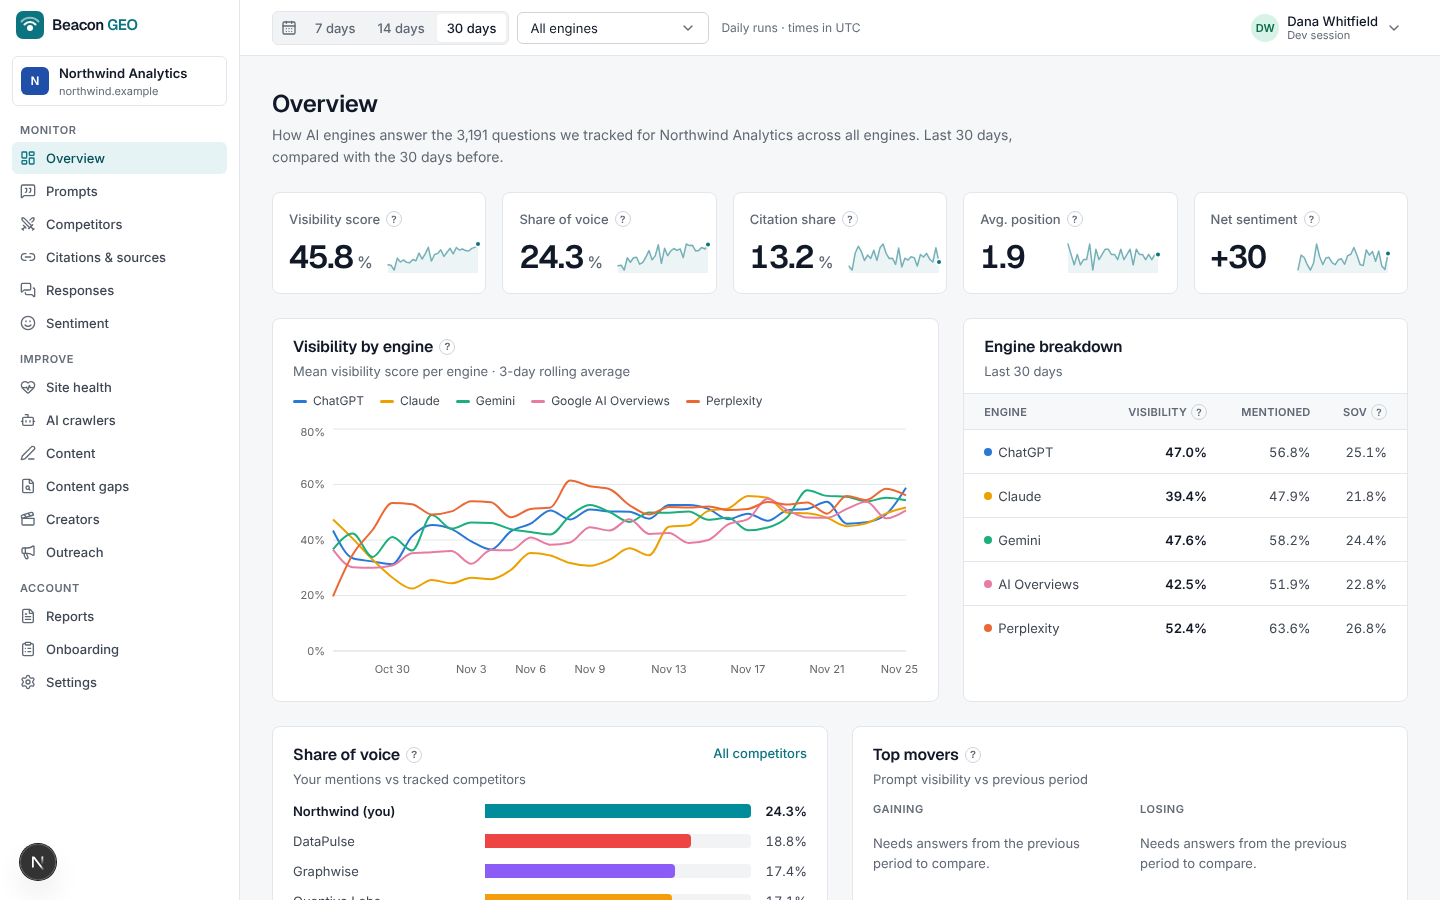 Beacon GEO
N
Northwind Analytics
northwind.example
MONITOR
Overview
Prompts
Competitors
Citations & sources
Responses
Sentiment
IMPROVE
Site health
AI crawlers
Content
Content gaps
Creators
Outreach
ACCOUNT
Reports
Onboarding
Settings
N
7 days 14 days 30 days
All engines
Daily runs · times in UTC
DW
Dana Whitfield
Dev session
Overview
How AI engines answer the 3,191 questions we tracked for Northwind Analytics across all engines. Last 30 days,
compared with the 30 days before.
Visibility score ?
45.8 %
Share of voice ?
24.3 %
Citation share ?
13.2 %
Avg. position ?
1.9
Net sentiment ?
+30
Visibility by engine ?
Mean visibility score per engine · 3-day rolling average
ChatGPT Claude Gemini Google AI Overviews Perplexity
80%
60%
40%
20%
0%
Oct 30 Nov 3 Nov 6 Nov 9 Nov 13 Nov 17 Nov 21 Nov 25
Engine breakdown
Last 30 days
ENGINE VISIBILITY ? MENTIONED SOV ?
ChatGPT 47.0% 56.8% 25.1%
Claude 39.4% 47.9% 21.8%
Gemini 47.6% 58.2% 24.4%
AI Overviews 42.5% 51.9% 22.8%
Perplexity 52.4% 63.6% 26.8%
Share of voice ?
All competitors
Your mentions vs tracked competitors
Northwind (you) 24.3%
DataPulse 18.8%
Graphwise 17.4%
Top movers ?
Prompt visibility vs previous period
GAINING
Needs answers from the previous
period to compare.
LOSING
Needs answers from the previous
period to compare.